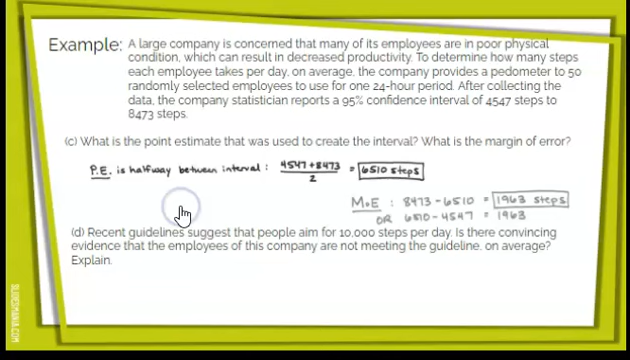 Example: A large company is concerned that many of its employees are in poor physical
condition, which can result in decreased productivity. To determine how many steps
each employee takes per day, on average, the company provides a pedometer to 50
randomly selected employees to use for one 24-hour period. After collecting the
data, the company statistician reports a 95% confidence interval of 4547 steps to
8473 steps.
(c) What is the point estimate that was used to create the interval? What is the margin of error?
P.E. is halfway between interval: 4547+8473 / 2 = 6510 steps
MoE: 8473-6510 = 1963 steps
OR 6510-4547 = 1963
(d) Recent guidelines suggest that people aim for 10,000 steps per day. Is there convincing
evidence that the employees of this company are not meeting the guideline, on average?
Explain.
SLIDESMANIA.COM